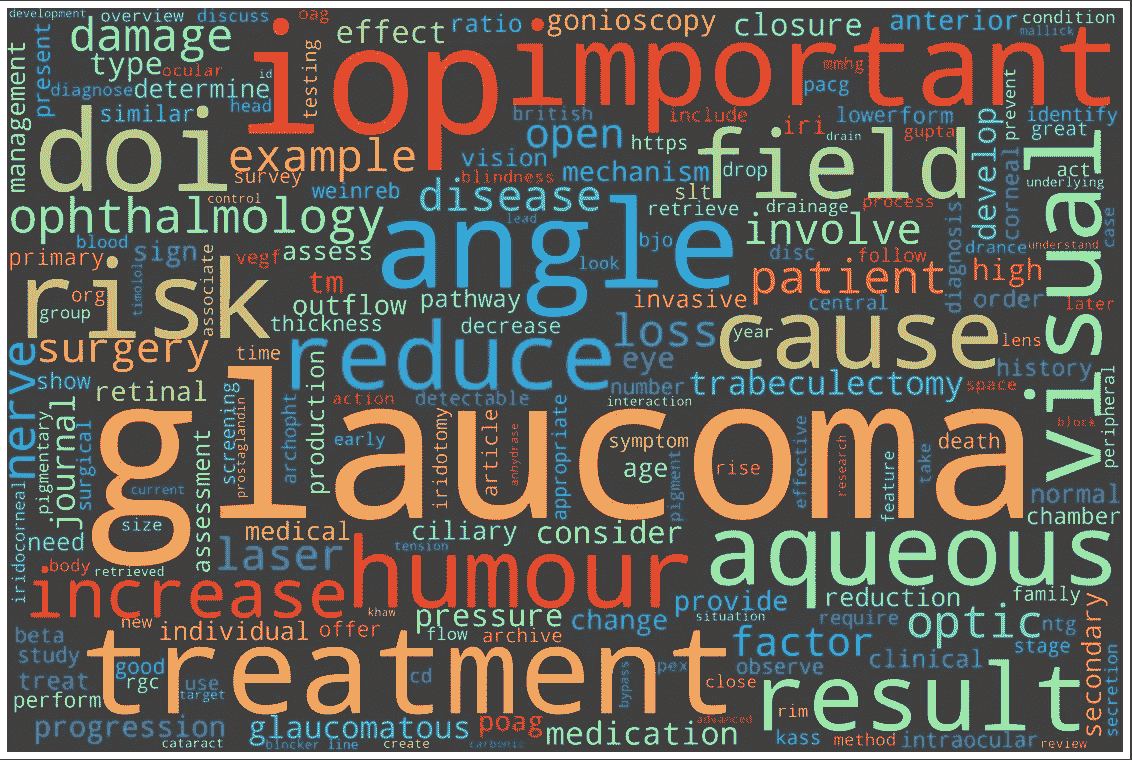 development overview discuss oag effect ratio gonioscopy closure anterior condition
damage iop important mallick
type ocular id testing mmhg pacg
management present diagnose determine
similar head british include lowerform identify
doi example open https iri gupta drain field develop prevent great
survey vision blindness mechanism drop act underlying
control weinreb disease slt retrieve drainage process corneal visual
ophthalmology lead angle bjo involve disc follow drance understand case
blood sign vegf assess look
primary associate timolol tm patient diagnosis high
risk org group outflow pathway invasive central order later
thickness decrease loss cause
nerve surgery time reduce eye year lens history
show retinal production action detectable number trabeculectomy space
journal screening interaction peripheral block
pigmentary surgical prostaglandin archopht early iridotomy article anhydrase appropriate symptom death
glaucoma age rise research effective take feature
current pigment normal
iridocorneal size assessment chamber
need medical ciliary consider
laser tension humour aqueous
body retrieved
increase khaw reduction family
new pressure change provide situation
beta individual offer flow archive require optic ntg secondary
study treatment factor stage
treat good observe clinical
rgc use target cd bypass apex close secretion
perform result rim
progression advanced
glaucomatous poag medication kass method intraocular
cataract blocker line create carbonic review